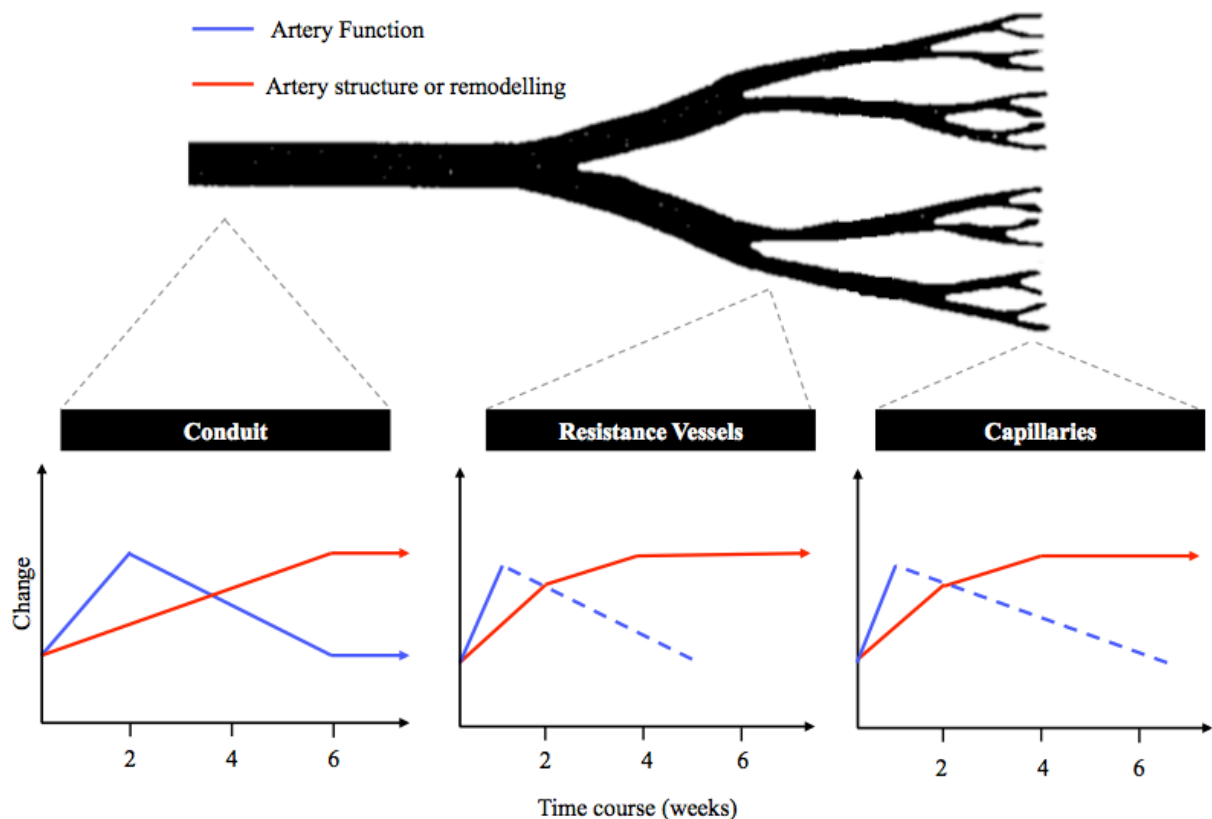 Artery Function
Artery structure or remodelling
Conduit
Resistance Vessels
Capillaries
Change
2 4 6
2 4 6
2 4 6
Time course (weeks)